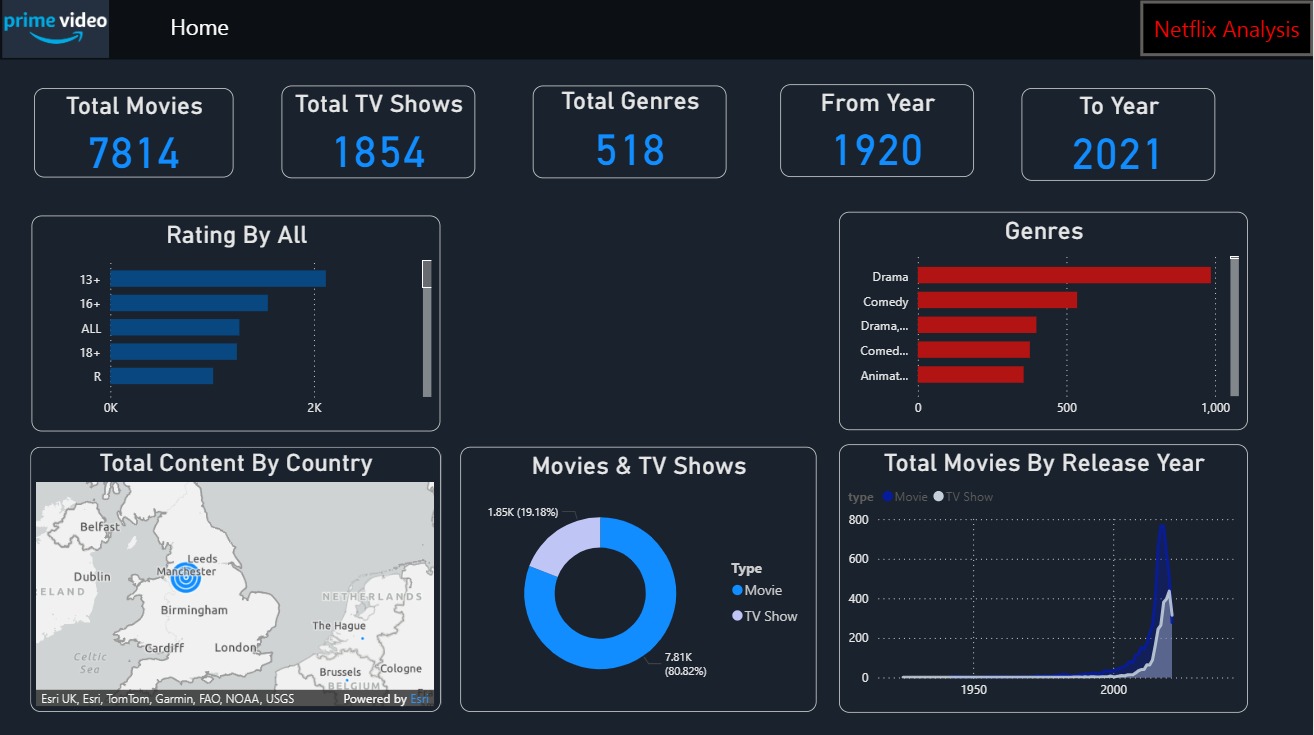 prime video
Home
Netflix Analysis
Total Movies
7814
Total TV Shows
1854
Total Genres
518
From Year
1920
To Year
2021
Rating By All
13+
16+
ALL
18+
R
0K
2K
Genres
Drama
Comedy
Drama,...
Comed...
Animat...
0
500
1,000
Total Content By Country
Belfast
Leeds
Manchester
Dublin
ELAND
Birmingham
NETHERLANDS
The Hague
Cardiff
London
Celtic
Sea
Brussels
Cologne
BELGIUM
Esri UK, Esri, TomTom, Garmin, FAO, NOAA, USGS
Powered by Esri
Movies & TV Shows
1.85K (19.18%)
7.81K
(80.82%)
Type
Movie
TV Show
Total Movies By Release Year
type Movie TV Show
800
600
400
200
0
1950
2000